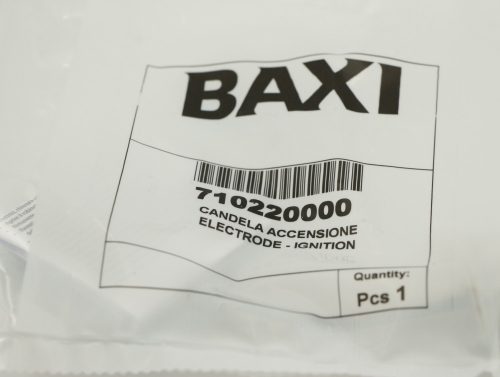 BAXI
710220000
CANDELA ACCENSIONE
ELECTRODE - IGNITION
Quantity:
Pcs 1